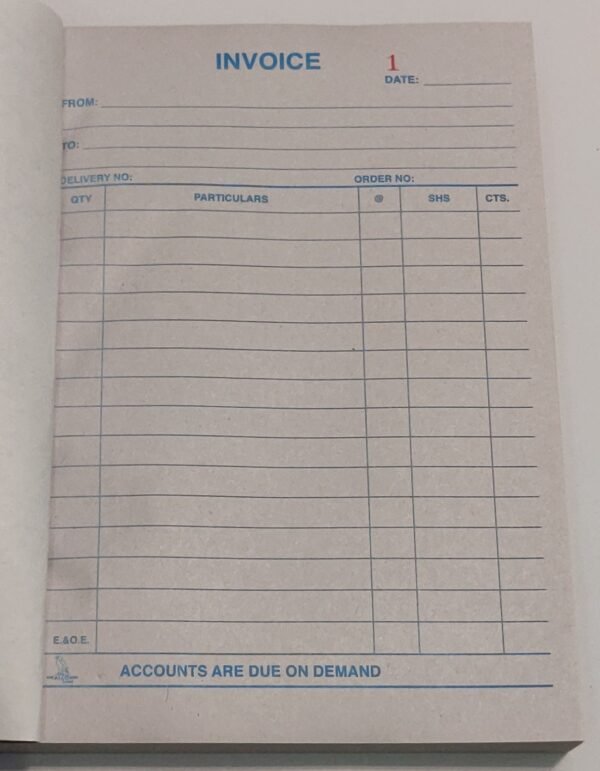 INVOICE 1
DATE:
FROM:
TO:
DELIVERY NO: ORDER NO:
QTY PARTICULARS @ SHS CTS.
E.&O.E.
ACCOUNTS ARE DUE ON DEMAND